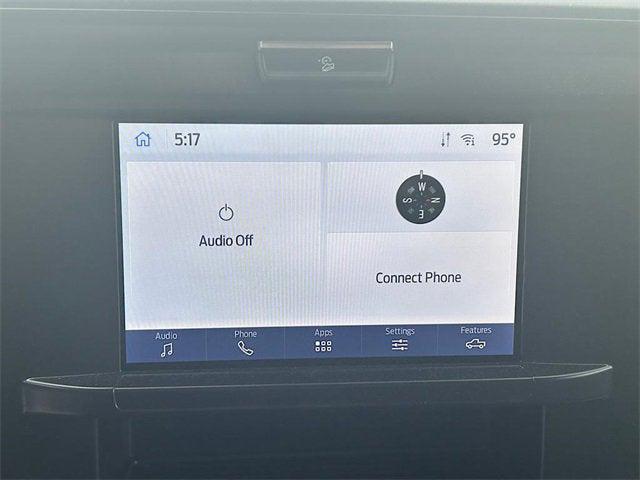 5:17 95°
W
S N
E
Audio Off
Connect Phone
Audio Phone Apps Settings Features